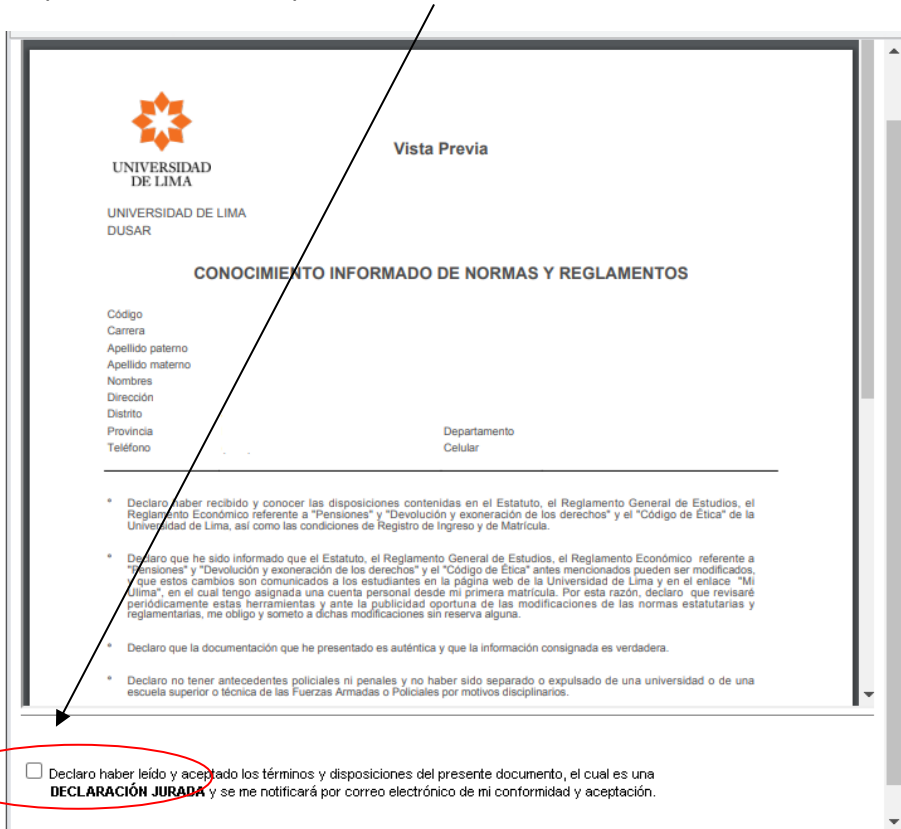 UNIVERSIDAD
DE LIMA
Vista Previa
UNIVERSIDAD DE LIMA
DUSAR
CONOCIMIENTO INFORMADO DE NORMAS Y REGLAMENTOS
Código
Carrera
Apellido paterno
Apellido materno
Nombres
Dirección
Distrito
Provincia Departamento
Teléfono Celular
° Declaro haber recibido y conocer las disposiciones contenidas en el Estatuto, el Reglamento General de Estudios, el
Reglamento Económico referente a "Pensiones" y "Devolución y exoneración de los derechos" y el "Código de Ética" de la
Universidad de Lima, así como las condiciones de Registro de Ingreso y de Matrícula.
° Declaro que he sido informado que el Estatuto, el Reglamento General de Estudios, el Reglamento Económico referente a
"Pensiones" y "Devolución y exoneración de los derechos" y el "Código de Ética" antes mencionados pueden ser modificados,
y que estos cambios son comunicados a los estudiantes en la página web de la Universidad de Lima y en el enlace "Mi
Ulima", en el cual tengo asignada una cuenta personal desde mi primera matrícula. Por esta razón, declaro que revisaré
periódicamente estas herramientas y ante la publicidad oportuna de las modificaciones de las normas estatutarias y
reglamentarias, me obligo y someto a dichas modificaciones sin reserva alguna.
° Declaro que la documentación que he presentado es auténtica y que la información consignada es verdadera.
° Declaro no tener antecedentes policiales ni penales y no haber sido separado o expulsado de una universidad o de una
escuela superior o técnica de las Fuerzas Armadas o Policiales por motivos disciplinarios.
Declaro haber leído y aceptado los términos y disposiciones del presente documento, el cual es una
DECLARACIÓN JURADA y se me notificará por correo electrónico de mi conformidad y aceptación.